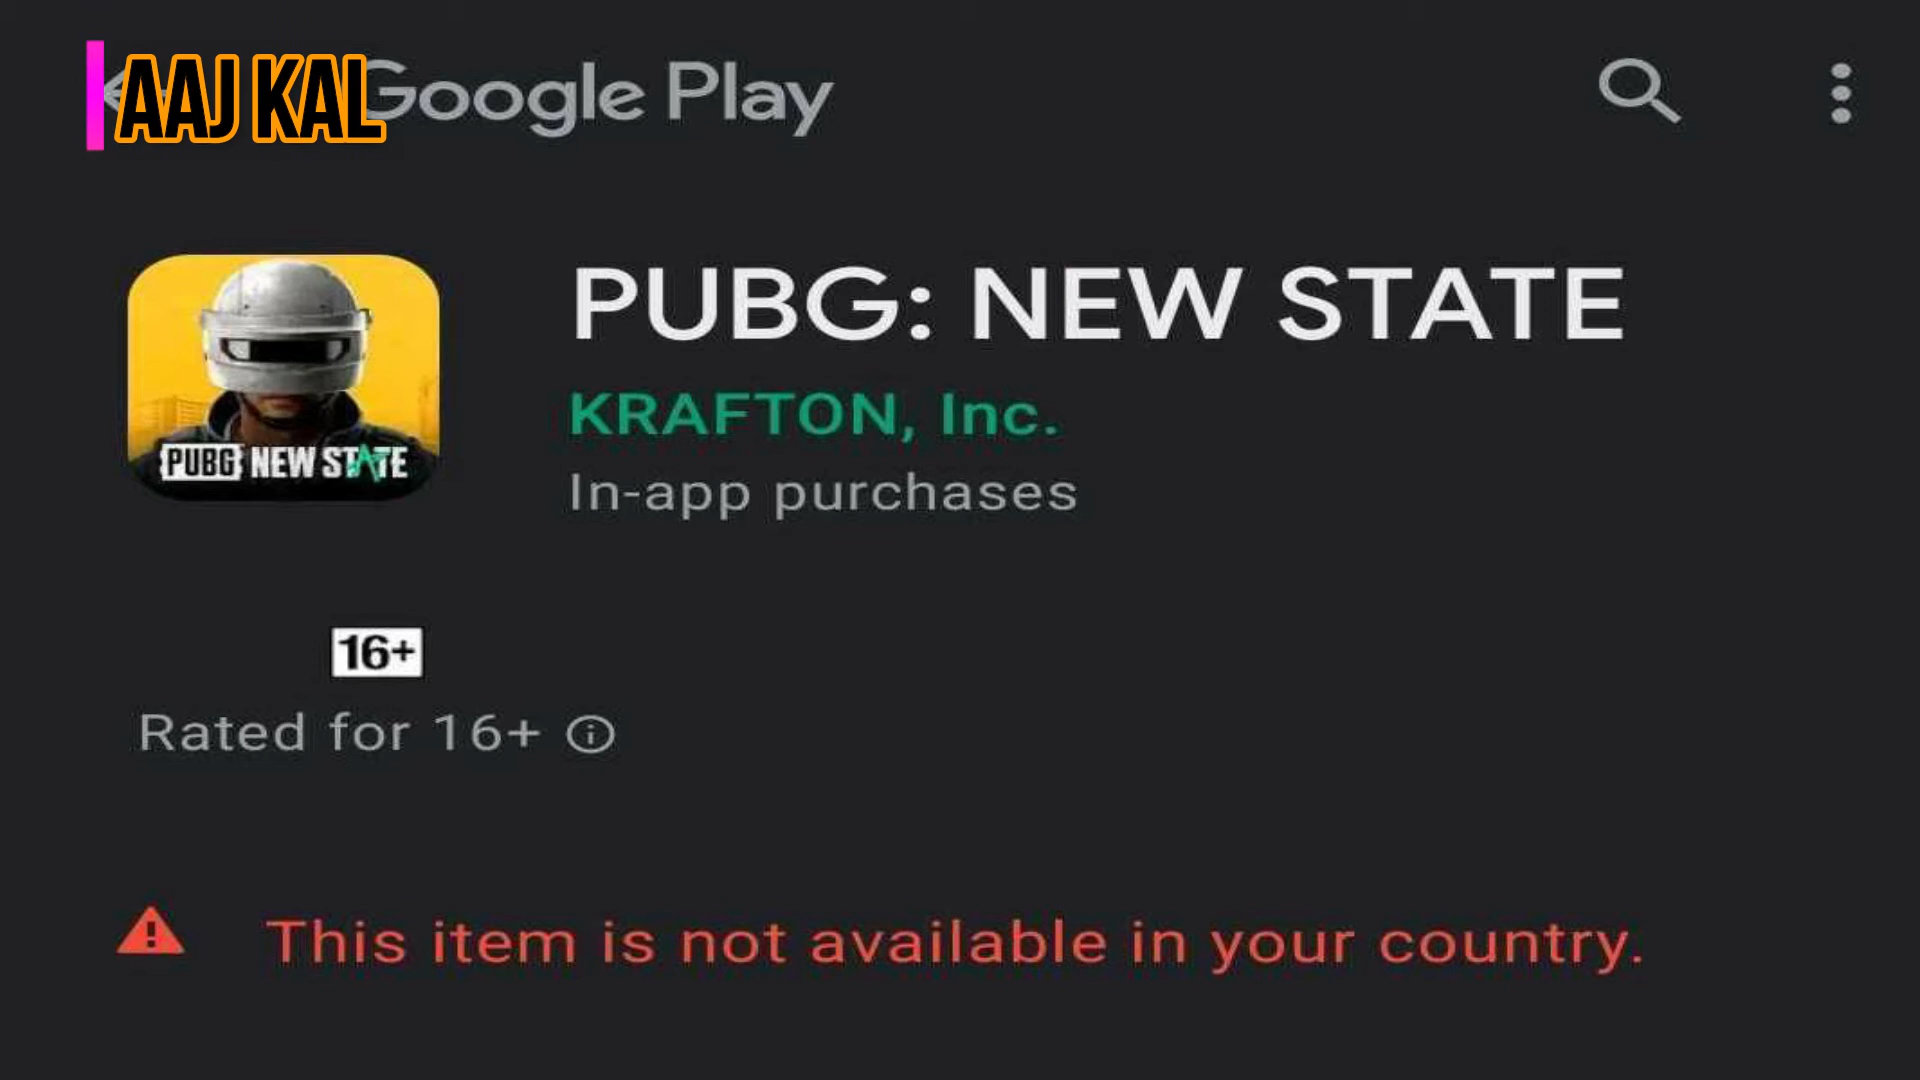 AAJ KAL
Google Play
PUBG: NEW STATE
KRAFTON, Inc.
In-app purchases
PUBG NEW STATE
16+
Rated for 16+
This item is not available in your country.